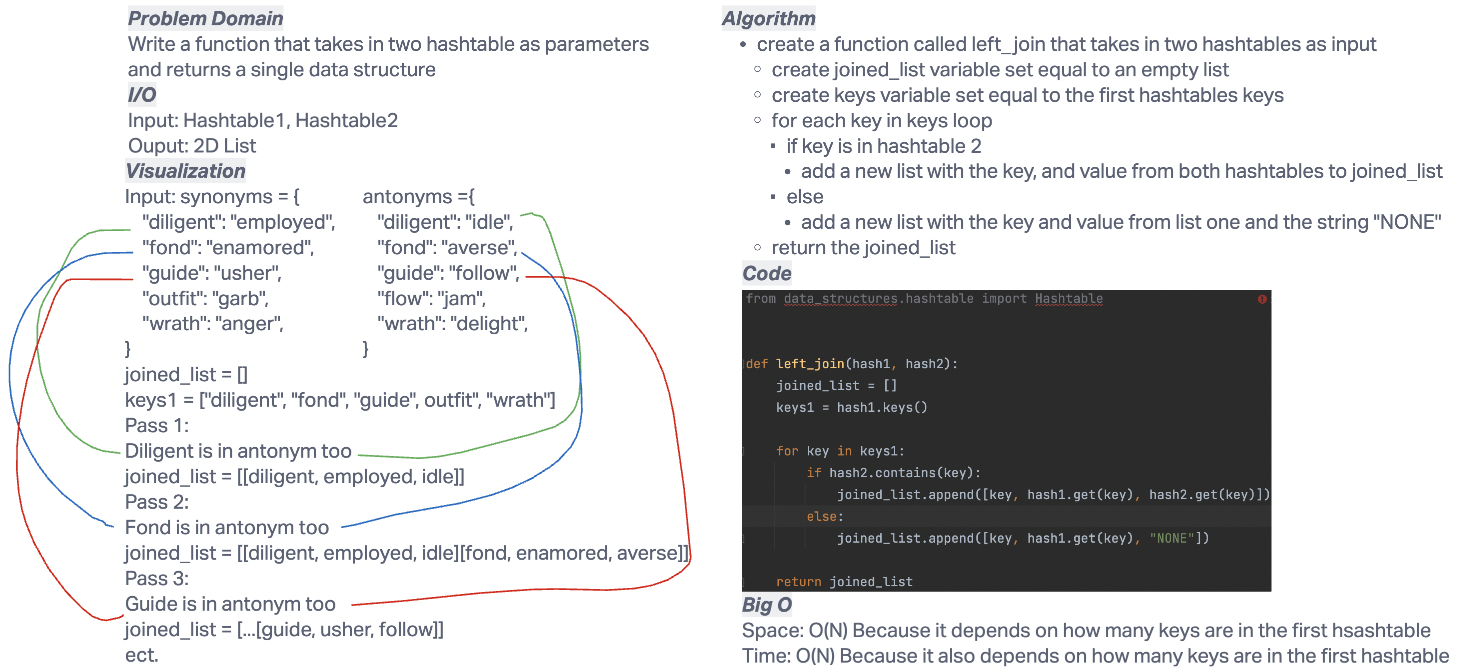 Problem Domain
Write a function that takes in two hashtable as parameters
and returns a single data structure
I/O
Input: Hashtable1, Hashtable2
Ouput: 2D List
Visualization
Input: synonyms = {
"diligent": "employed",
"fond": "enamored",
"guide": "usher",
"outfit": "garb",
"wrath": "anger",
}
antonyms ={
"diligent": "idle",
"fond": "averse",
"guide": "follow",
"flow": "jam",
"wrath": "delight",
}
joined_list = []
keys1 = ["diligent", "fond", "guide", outfit", "wrath"]
Pass 1:
Diligent is in antonym too
joined_list = [[diligent, employed, idle]]
Pass 2:
Fond is in antonym too
joined_list = [[diligent, employed, idle][fond, enamored, averse]]
Pass 3:
Guide is in antonym too
joined_list = [...[guide, usher, follow]]
ect.
Algorithm
• create a function called left_join that takes in two hashtables as input
◦ create joined_list variable set equal to an empty list
◦ create keys variable set equal to the first hashtables keys
◦ for each key in keys loop
▪ if key is in hashtable 2
• add a new list with the key, and value from both hashtables to joined_list
▪ else
• add a new list with the key and value from list one and the string "NONE"
◦ return the joined_list
Code
from data_structures.hashtable import Hashtable
def left_join(hash1, hash2):
joined_list = []
keys1 = hash1.keys()
for key in keys1:
if hash2.contains(key):
joined_list.append([key, hash1.get(key), hash2.get(key)])
else:
joined_list.append([key, hash1.get(key), "NONE"])
return joined_list
Big O
Space: O(N) Because it depends on how many keys are in the first hsashtable
Time: O(N) Because it also depends on how many keys are in the first hashtable